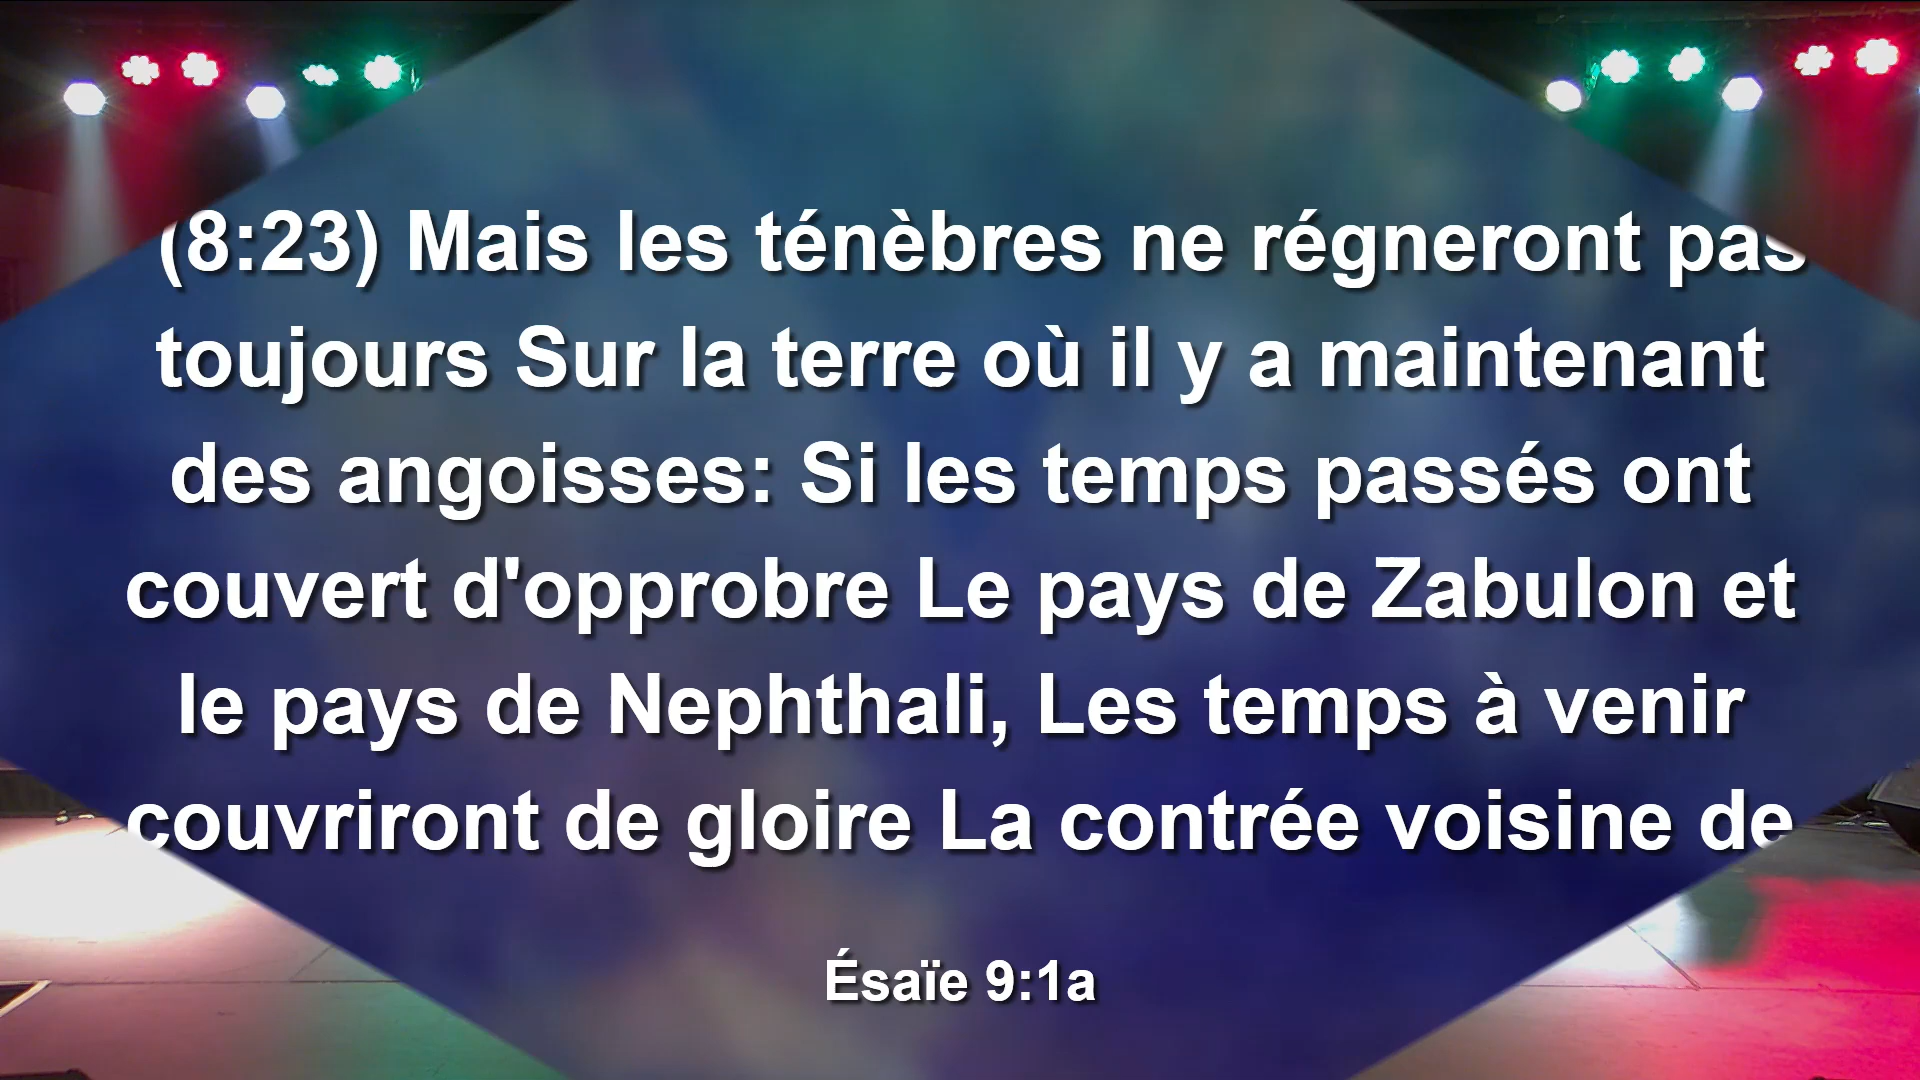 (8:23) Mais les ténèbres ne régneront pas
toujours Sur la terre où il y a maintenant
des angoisses: Si les temps passés ont
couvert d'opprobre Le pays de Zabulon et
le pays de Nephthali, Les temps à venir
couvriront de gloire La contrée voisine de
Ésaïe 9:1a